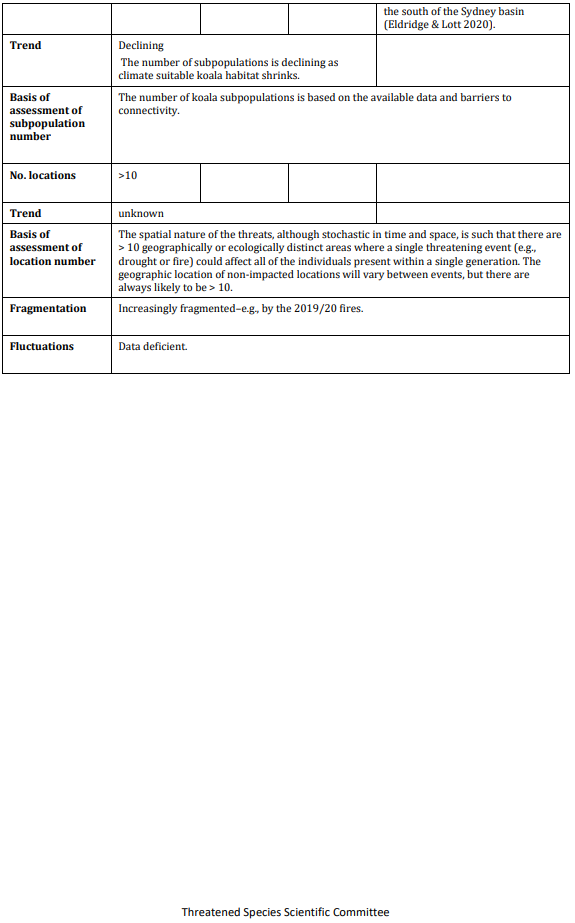 the south of the Sydney basin
(Eldridge & Lott 2020).
Trend
Declining
The number of subpopulations is declining as
climate suitable koala habitat shrinks.
Basis of
assessment of
subpopulation
number
The number of koala subpopulations is based on the available data and barriers to
connectivity.
No. locations
>10
Trend
unknown
Basis of
assessment of
location number
The spatial nature of the threats, although stochastic in time and space, is such that there are
> 10 geographically or ecologically distinct areas where a single threatening event (e.g.,
drought or fire) could affect all of the individuals present within a single generation. The
geographic location of non-impacted locations will vary between events, but there are
always likely to be > 10.
Fragmentation
Increasingly fragmented–e.g., by the 2019/20 fires.
Fluctuations
Data deficient.
Threatened Species Scientific Committee